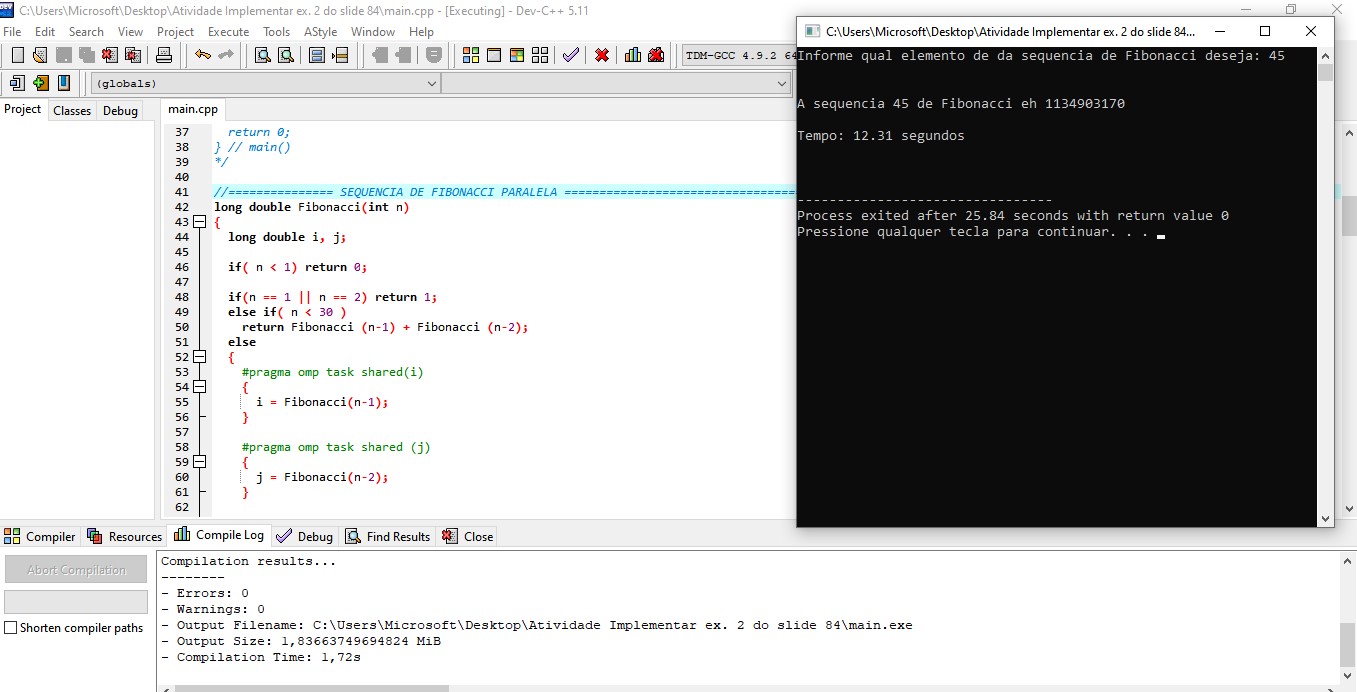 C:\Users\Microsoft\Desktop\Atividade Implementar ex. 2 do slide 84\main.cpp - [Executing] - Dev-C++ 5.11
File Edit Search View Project Execute Tools AStyle Window Help
TDM-GCC 4.9.2 64
(globals)
Project Classes Debug
main.cpp
37 return 0;
38 } // main()
39 */
40
41 //=============== SEQUENCIA DE FIBONACCI PARALELA =================================
42 long double Fibonacci(int n)
43 {
44 long double i, j;
45
46 if( n < 1) return 0;
47
48 if(n == 1 || n == 2) return 1;
49 else if( n < 30 )
50 return Fibonacci (n-1) + Fibonacci (n-2);
51 else
52 {
53 #pragma omp task shared(i)
54 {
55 i = Fibonacci(n-1);
56 }
57
58 #pragma omp task shared (j)
59 {
60 j = Fibonacci(n-2);
61 }
62
C:\Users\Microsoft\Desktop\Atividade Implementar ex. 2 do slide 84...
Informe qual elemento de da sequencia de Fibonacci deseja: 45
A sequencia 45 de Fibonacci eh 1134903170
Tempo: 12.31 segundos
--------------------------------
Process exited after 25.84 seconds with return value 0
Pressione qualquer tecla para continuar. . .
Compiler Resources Compile Log Debug Find Results Close
Abort Compilation
Shorten compiler paths
Compilation results...
--------
- Errors: 0
- Warnings: 0
- Output Filename: C:\Users\Microsoft\Desktop\Atividade Implementar ex. 2 do slide 84\main.exe
- Output Size: 1,83663749694824 MiB
- Compilation Time: 1,72s